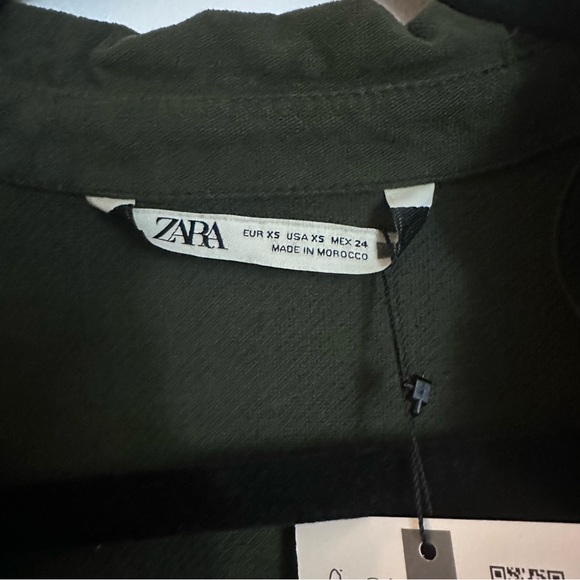 ZARA
EUR XS USA XS MEX 24
MADE IN MOROCCO